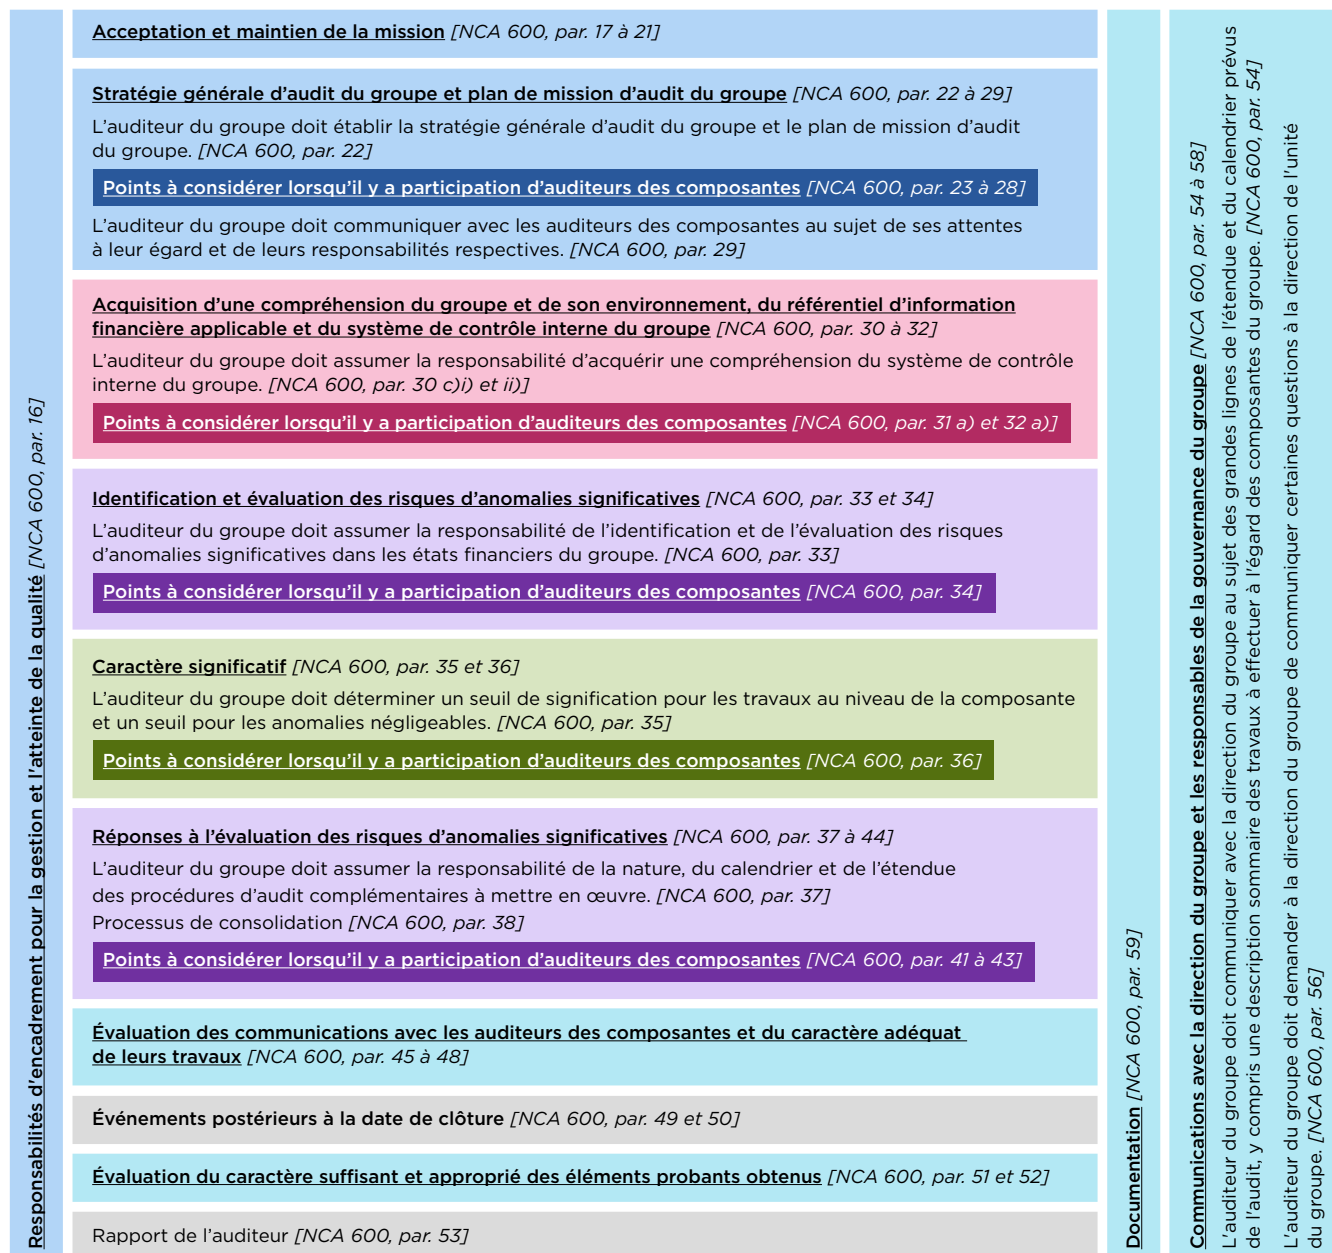 Responsabilités d'encadrement pour la gestion et l'atteinte de la qualité [NCA 600, par. 16]
Acceptation et maintien de la mission [NCA 600, par. 17 à 21]
Stratégie générale d'audit du groupe et plan de mission d'audit du groupe [NCA 600, par. 22 à 29]
L'auditeur du groupe doit établir la stratégie générale d'audit du groupe et le plan de mission d'audit
du groupe. [NCA 600, par. 22]
Points à considérer lorsqu'il y a participation d'auditeurs des composantes [NCA 600, par. 23 à 28]
L'auditeur du groupe doit communiquer avec les auditeurs des composantes au sujet de ses attentes
à leur égard et de leurs responsabilités respectives. [NCA 600, par. 29]
Acquisition d'une compréhension du groupe et de son environnement, du référentiel d'information
financière applicable et du système de contrôle interne du groupe [NCA 600, par. 30 à 32]
L'auditeur du groupe doit assumer la responsabilité d'acquérir une compréhension du système de contrôle
interne du groupe. [NCA 600, par. 30 c)i) et ii)]
Points à considérer lorsqu'il y a participation d'auditeurs des composantes [NCA 600, par. 31 a) et 32 a)]
Identification et évaluation des risques d'anomalies significatives [NCA 600, par. 33 et 34]
L'auditeur du groupe doit assumer la responsabilité de l'identification et de l'évaluation des risques
d'anomalies significatives dans les états financiers du groupe. [NCA 600, par. 33]
Points à considérer lorsqu'il y a participation d'auditeurs des composantes [NCA 600, par. 34]
Caractère significatif [NCA 600, par. 35 et 36]
L'auditeur du groupe doit déterminer un seuil de signification pour les travaux au niveau de la composante
et un seuil pour les anomalies négligeables. [NCA 600, par. 35]
Points à considérer lorsqu'il y a participation d'auditeurs des composantes [NCA 600, par. 36]
Réponses à l'évaluation des risques d'anomalies significatives [NCA 600, par. 37 à 44]
L'auditeur du groupe doit assumer la responsabilité de la nature, du calendrier et de l'étendue
des procédures d'audit complémentaires à mettre en œuvre. [NCA 600, par. 37]
Processus de consolidation [NCA 600, par. 38]
Points à considérer lorsqu'il y a participation d'auditeurs des composantes [NCA 600, par. 41 à 43]
Évaluation des communications avec les auditeurs des composantes et du caractère adéquat
de leurs travaux [NCA 600, par. 45 à 48]
Événements postérieurs à la date de clôture [NCA 600, par. 49 et 50]
Évaluation du caractère suffisant et approprié des éléments probants obtenus [NCA 600, par. 51 et 52]
Rapport de l'auditeur [NCA 600, par. 53]
Documentation [NCA 600, par. 59]
Communications avec la direction du groupe et les responsables de la gouvernance du groupe [NCA 600, par. 54 à 58]
L'auditeur du groupe doit communiquer avec la direction du groupe au sujet des grandes lignes de l'étendue et du calendrier prévus
de l'audit, y compris une description sommaire des travaux à effectuer à l'égard des composantes du groupe. [NCA 600, par. 54]
L'auditeur du groupe doit demander à la direction du groupe de communiquer certaines questions à la direction de l'unité
du groupe. [NCA 600, par. 56]